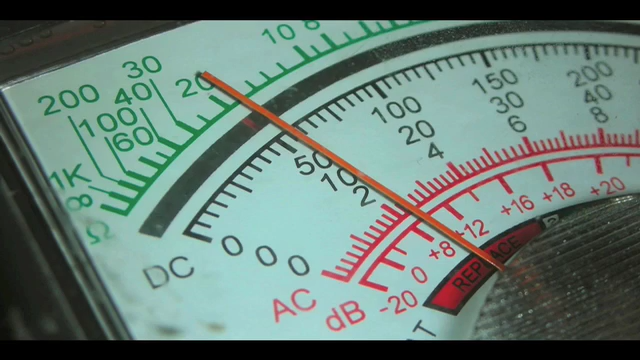 200 100 60 40 30 20 10 8
1K
∞
Ω
50 100 150 200
10 20 30 40
2 4 6 8
DC 0 0 0
AC
dB -20 0 +8 +12 +16 +18 +20
REPLACE